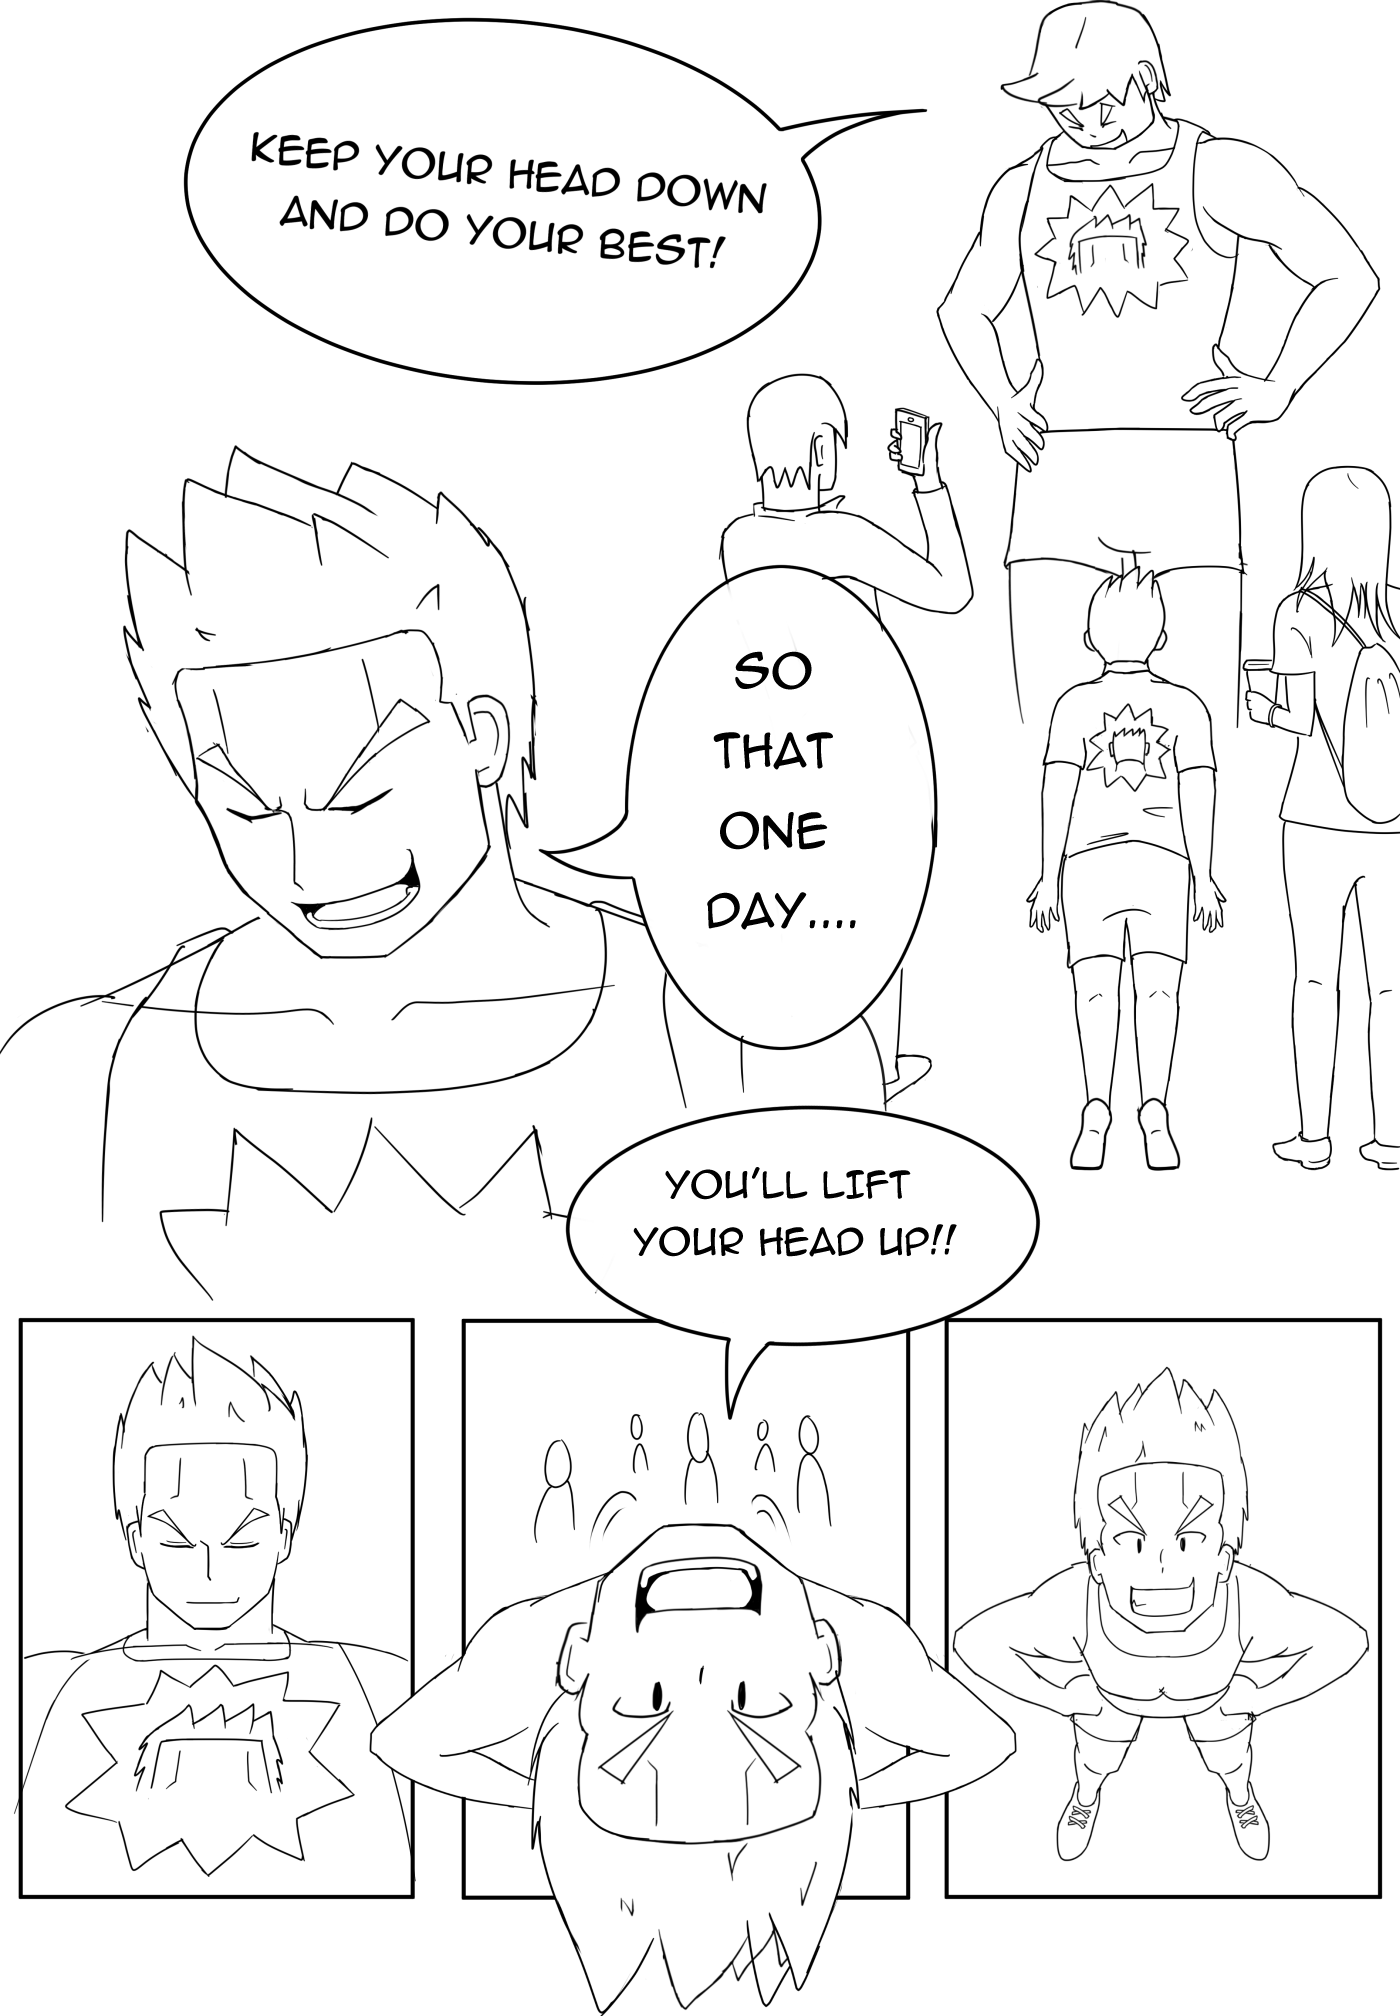 KEEP YOUR HEAD DOWN
AND DO YOUR BEST!
SO
THAT
ONE
DAY....
YOU'LL LIFT
YOUR HEAD UP!!